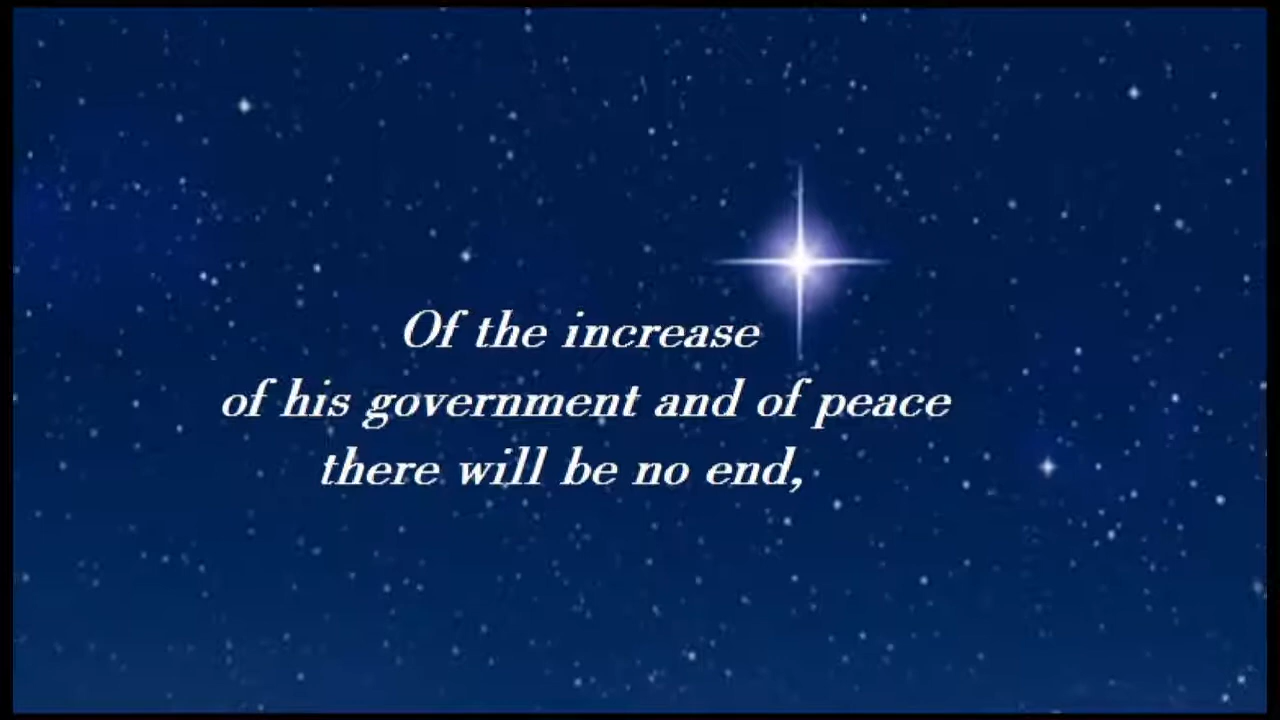 Of the increase
of his government and of peace
there will be no end,